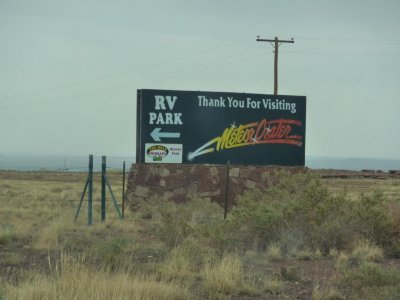 RV
PARK
Thank You For Visiting
Meteor Crater